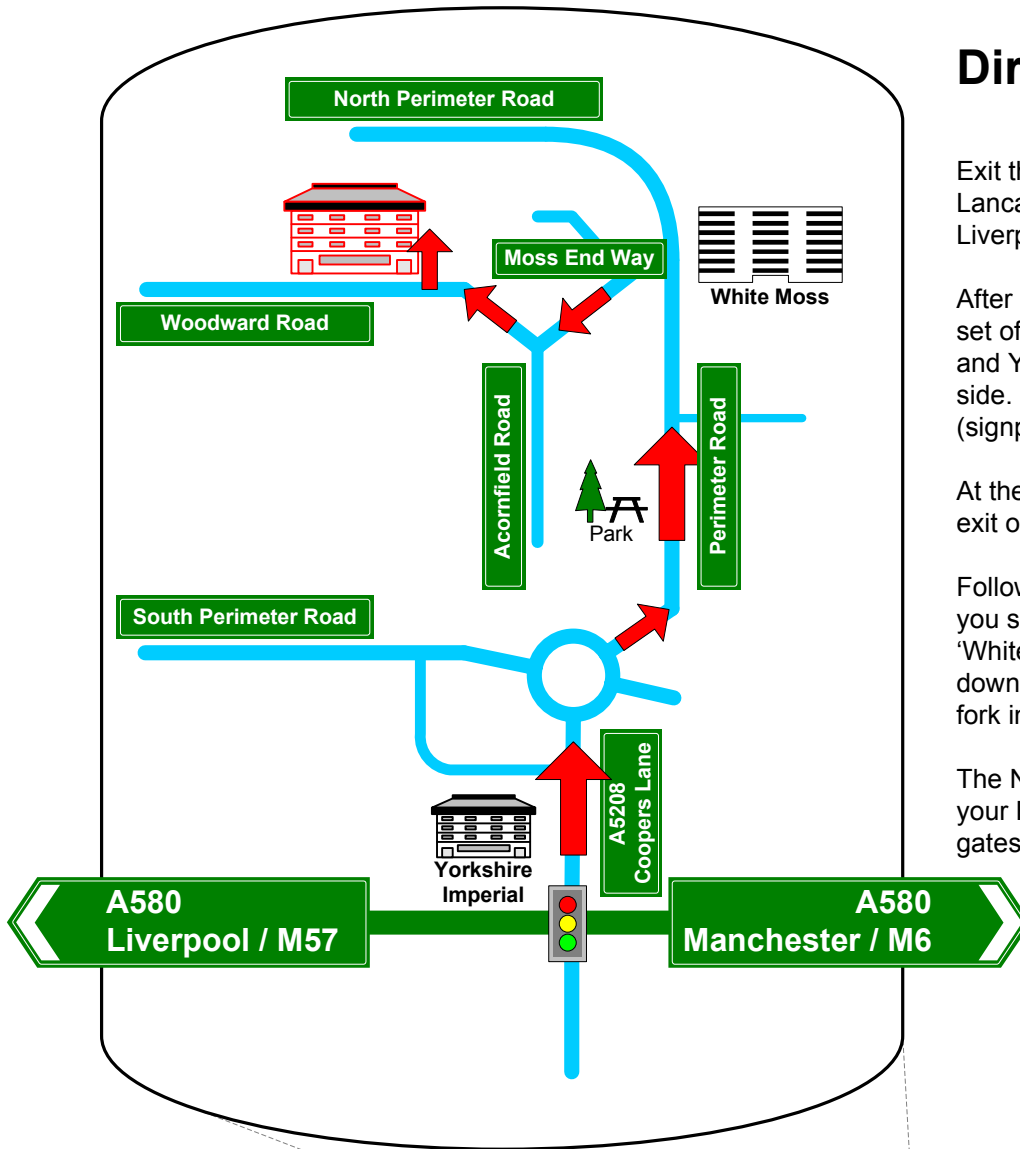 North Perimeter Road
Moss End Way
White Moss
Woodward Road
Acornfield Road
Perimeter Road
Park
South Perimeter Road
A5208
Coopers Lane
Yorkshire
Imperial
A580
Liverpool / M57
A580
Manchester / M6
Dir
Exit th
Lanca
Liverp
After
set of
and Y
side.
(signp
At the
exit o
Follow
you s
‘White
down
fork in
The N
your
gates